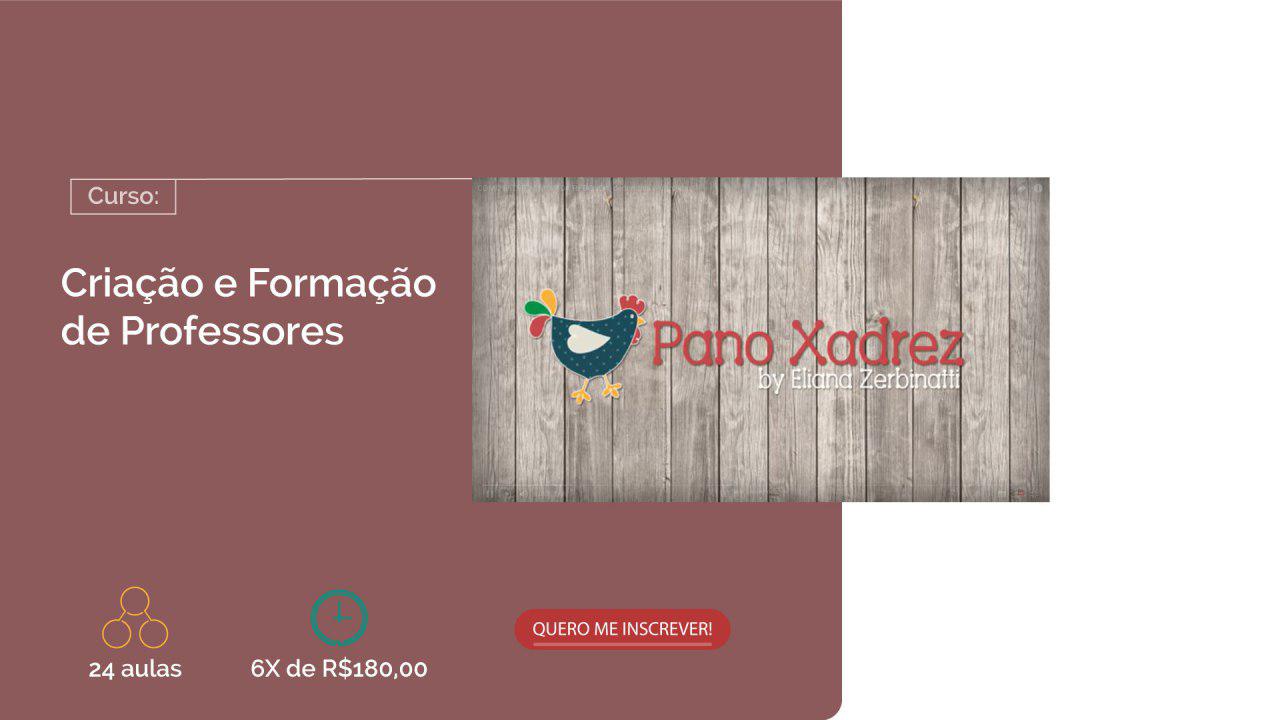 Curso:
Criação e Formação
de Professores
Pano Xadrez
by Eliana Zerbinatti
24 aulas
6X de R$180,00
QUERO ME INSCREVER!